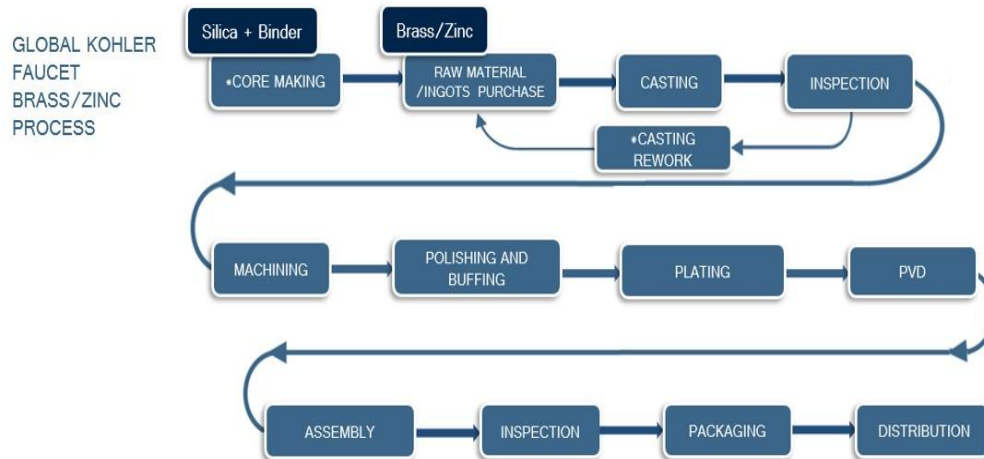 GLOBAL KOHLER
FAUCET
BRASS/ZINC
PROCESS
Silica + Binder
*CORE MAKING
Brass/Zinc
RAW MATERIAL
/INGOTS PURCHASE
CASTING
INSPECTION
*CASTING
REWORK
MACHINING
POLISHING AND
BUFFING
PLATING
PVD
ASSEMBLY
INSPECTION
PACKAGING
DISTRIBUTION